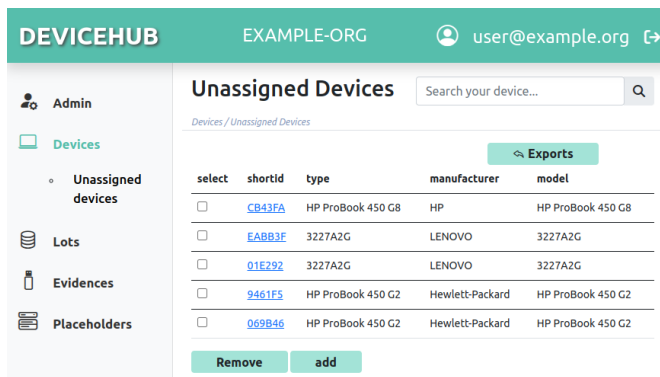 DEVICEHUB
EXAMPLE-ORG
user@example.org
Admin
Devices
Unassigned devices
Lots
Evidences
Placeholders
Unassigned Devices
Search your device...
Devices / Unassigned Devices
Exports
select shortid type manufacturer model
CB43FA HP ProBook 450 G8 HP HP ProBook 450 G8
EABB3F 3227A2G LENOVO 3227A2G
01E292 3227A2G LENOVO 3227A2G
9461F5 HP ProBook 450 G2 Hewlett-Packard HP ProBook 450 G2
069B46 HP ProBook 450 G2 Hewlett-Packard HP ProBook 450 G2
Remove add